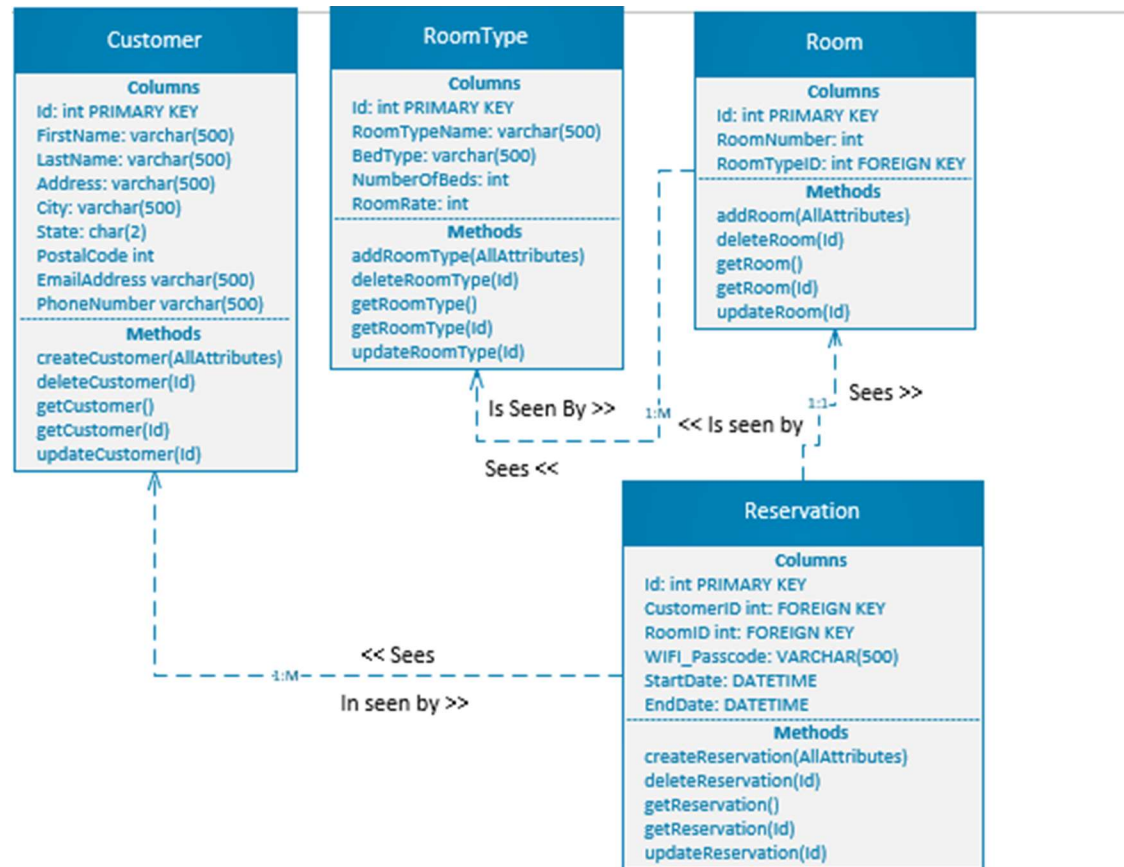 Customer
Columns
Id: int PRIMARY KEY
FirstName: varchar(500)
LastName: varchar(500)
Address: varchar(500)
City: varchar(500)
State: char(2)
PostalCode int
EmailAddress varchar(500)
PhoneNumber varchar(500)
Methods
createCustomer(AllAttributes)
deleteCustomer(Id)
getCustomer()
getCustomer(Id)
updateCustomer(Id)
RoomType
Columns
Id: int PRIMARY KEY
RoomTypeName: varchar(500)
BedType: varchar(500)
NumberOfBeds: int
RoomRate: int
Methods
addRoomType(AllAttributes)
deleteRoomType(Id)
getRoomType()
getRoomType(Id)
updateRoomType(Id)
Room
Columns
Id: int PRIMARY KEY
RoomNumber: int
RoomTypeID: int FOREIGN KEY
Methods
addRoom(AllAttributes)
deleteRoom(Id)
getRoom()
getRoom(Id)
updateRoom(Id)
Is Seen By >>
1:M
Sees <<
<< Is seen by
1:1
Sees >>
<< Sees
1:M
In seen by >>
Reservation
Columns
Id: int PRIMARY KEY
CustomerID int: FOREIGN KEY
RoomID int: FOREIGN KEY
WIFI_Passcode: VARCHAR(500)
StartDate: DATETIME
EndDate: DATETIME
Methods
createReservation(AllAttributes)
deleteReservation(Id)
getReservation()
getReservation(Id)
updateReservation(Id)